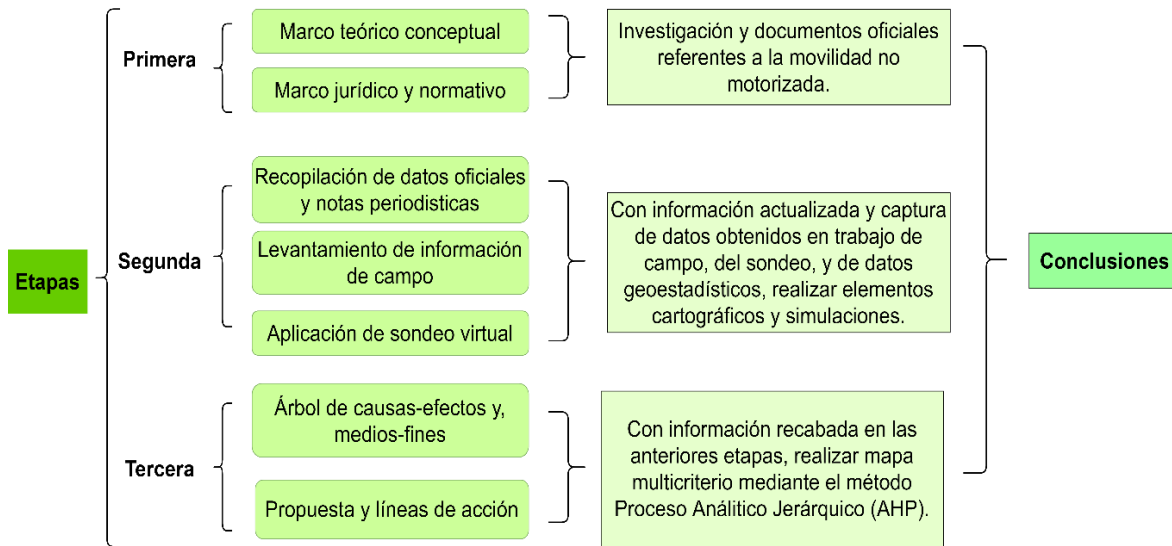 Etapas
Primera
Marco teórico conceptual
Marco jurídico y normativo
Investigación y documentos oficiales
referentes a la movilidad no
motorizada.
Segunda
Recopilación de datos oficiales
y notas periodisticas
Levantamiento de información
de campo
Aplicación de sondeo virtual
Con información actualizada y captura
de datos obtenidos en trabajo de
campo, del sondeo, y de datos
geoestadísticos, realizar elementos
cartográficos y simulaciones.
Tercera
Árbol de causas-efectos y,
medios-fines
Propuesta y líneas de acción
Con información recabada en las
anteriores etapas, realizar mapa
multicriterio mediante el método
Proceso Análitico Jerárquico (AHP).
Conclusiones